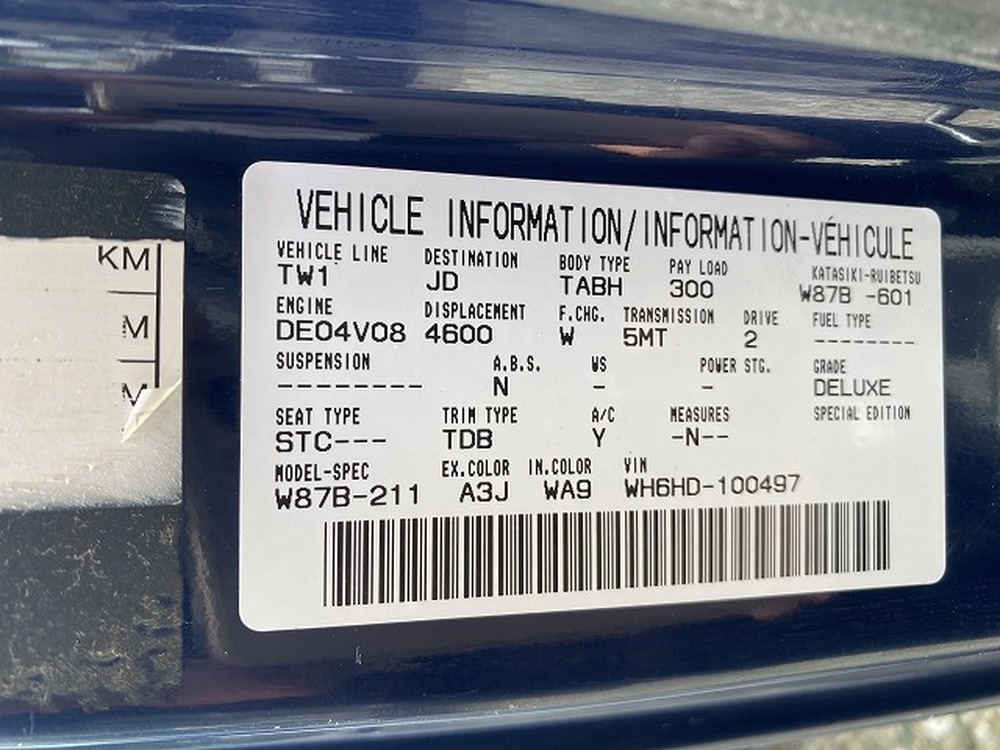 KM
M
M
VEHICLE INFORMATION/INFORMATION-VÉHICULE
VEHICLE LINE DESTINATION BODY TYPE PAY LOAD KATASIKI-RUIBETSU
TW1 JD TABH 300 W87B -601
ENGINE DISPLACEMENT F.CHG. TRANSMISSION DRIVE FUEL TYPE
DE04V08 4600 W 5MT 2 --------
SUSPENSION A.B.S. WS POWER STG. GRADE
---------- N - - DELUXE
SEAT TYPE TRIM TYPE A/C MEASURES SPECIAL EDITION
STC--- TDB Y -N--
MODEL-SPEC EX.COLOR IN.COLOR VIN
W87B-211 A3J WA9 WH6HD-100497